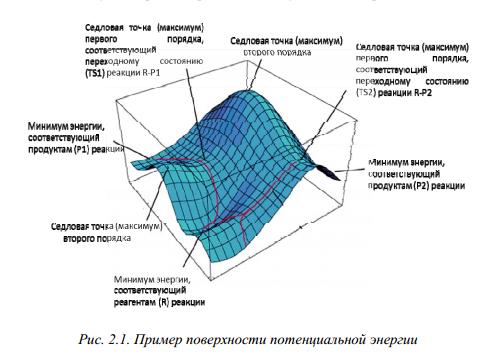 Седловая точка (максимум)
первого порядка,
соответствующий
переходному состоянию
(TS1) реакции R-P1
Седловая точка (максимум)
второго порядка
Седловая точка (максимум)
первого порядка,
соответствующий
переходному состоянию
(TS2) реакции R-P2
Минимум энергии,
соответствующий
продуктам (P1) реакции
Минимум энергии,
соответствующий
продуктам (P2) реакции
Седловая точка (максимум)
второго порядка
Минимум энергии,
соответствующий
реагентам (R) реакции
Рис. 2.1. Пример поверхности потенциальной энергии